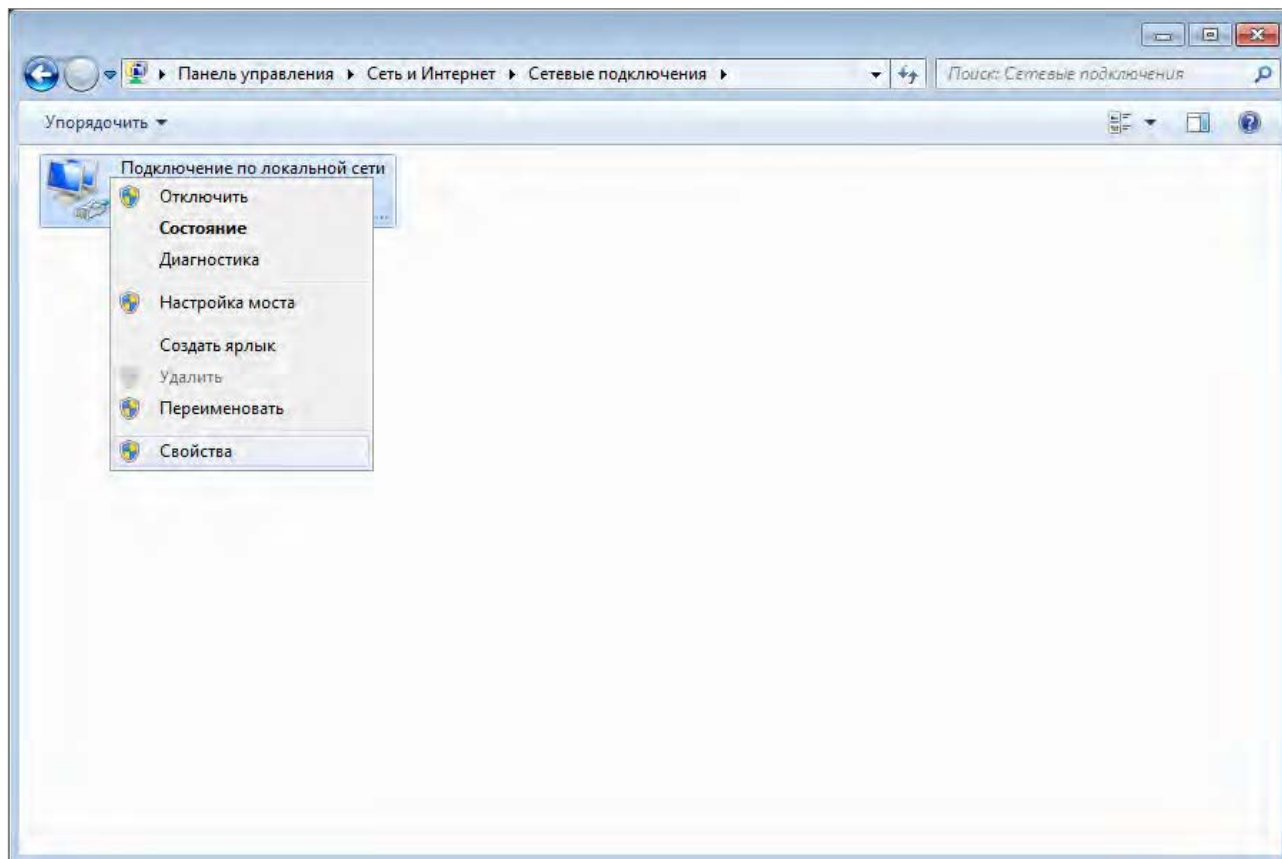 Панель управления Сеть и Интернет Сетевые подключения Поиск: Сетевые подключения
Упорядочить
Подключение по локальной сети
Отключить
...
Состояние
Диагностика
Настройка моста
Создать ярлык
Удалить
Переименовать
Свойства